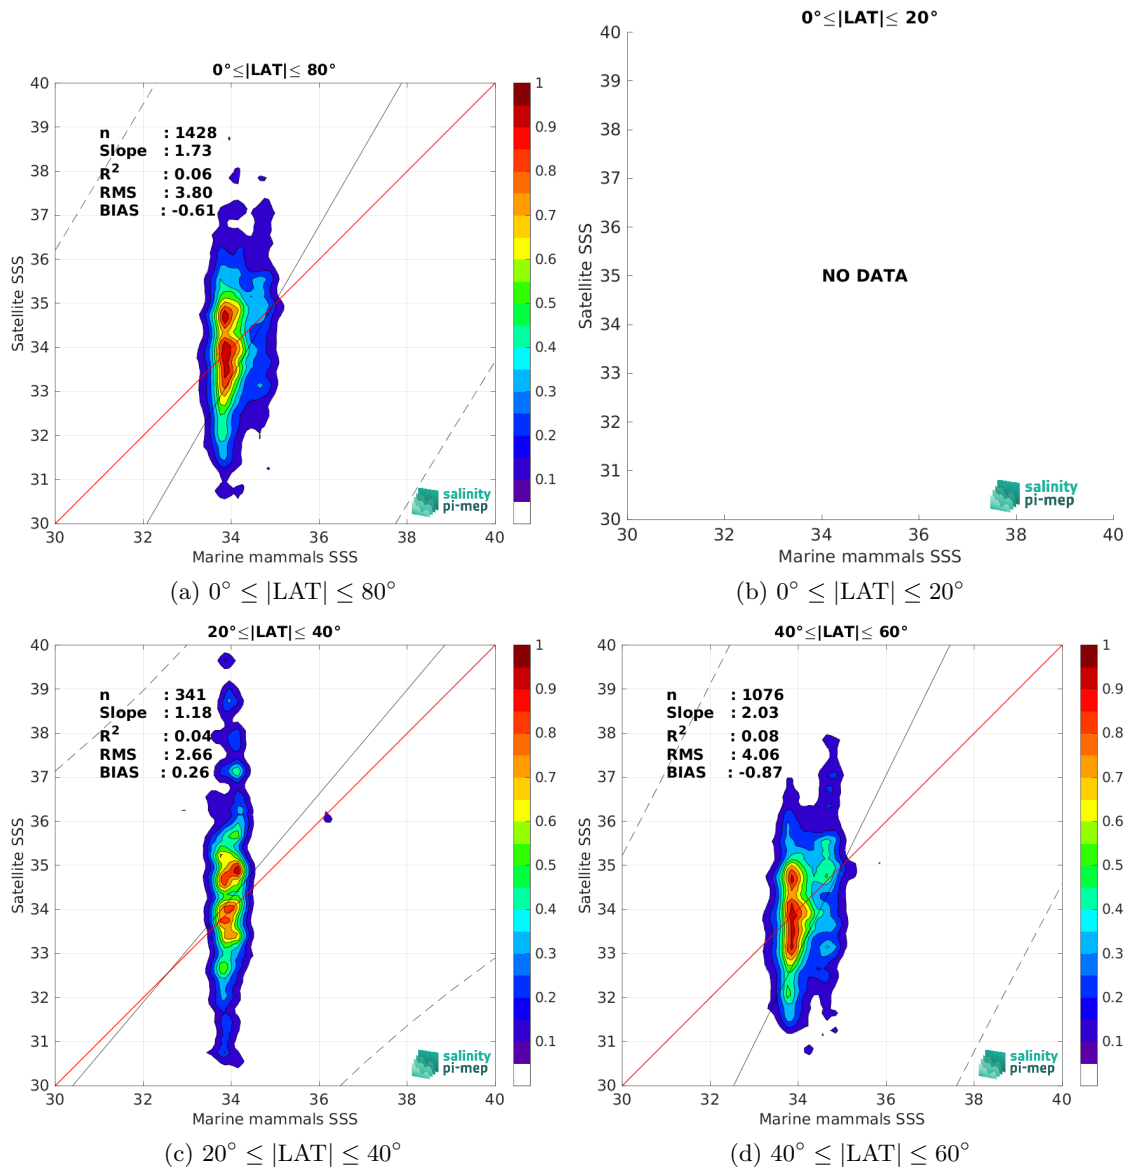 0°≤|LAT|≤ 80°
40
39
38
37
36
35
34
33
32
31
30
Satellite SSS
n : 1428
Slope : 1.73
R² : 0.06
RMS : 3.80
BIAS : -0.61
salinity
pi-mep
30 32 34 36 38 40
Marine mammals SSS
1
0.9
0.8
0.7
0.6
0.5
0.4
0.3
0.2
0.1
(a) 0° ≤ |LAT| ≤ 80°
0°≤|LAT|≤ 20°
40
39
38
37
36
35
34
33
32
31
30
Satellite SSS
NO DATA
salinity
pi-mep
30 32 34 36 38 40
Marine mammals SSS
(b) 0° ≤ |LAT| ≤ 20°
20°≤|LAT|≤ 40°
40
39
38
37
36
35
34
33
32
31
30
Satellite SSS
n : 341
Slope : 1.18
R² : 0.04
RMS : 2.66
BIAS : 0.26
salinity
pi-mep
30 32 34 36 38 40
Marine mammals SSS
1
0.9
0.8
0.7
0.6
0.5
0.4
0.3
0.2
0.1
(c) 20° ≤ |LAT| ≤ 40°
40°≤|LAT|≤ 60°
40
39
38
37
36
35
34
33
32
31
30
Satellite SSS
n : 1076
Slope : 2.03
R² : 0.08
RMS : 4.06
BIAS : -0.87
salinity
pi-mep
30 32 34 36 38 40
Marine mammals SSS
1
0.9
0.8
0.7
0.6
0.5
0.4
0.3
0.2
0.1
(d) 40° ≤ |LAT| ≤ 60°